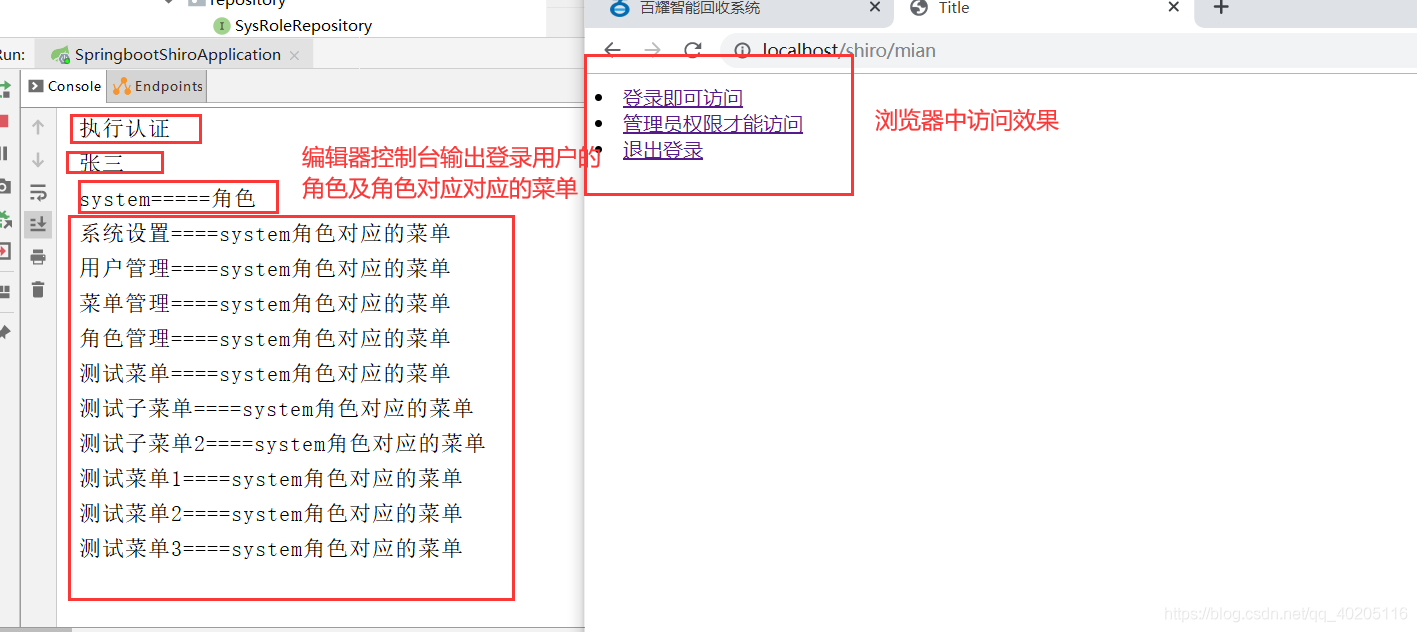 repository
SysRoleRepository
Run:
SpringbootShiroApplication
Console
Endpoints
执行认证
张三
system=====角色
系统设置====system角色对应的菜单
用户管理====system角色对应的菜单
菜单管理====system角色对应的菜单
角色管理====system角色对应的菜单
测试菜单====system角色对应的菜单
测试子菜单====system角色对应的菜单
测试子菜单2====system角色对应的菜单
测试菜单1====system角色对应的菜单
测试菜单2====system角色对应的菜单
测试菜单3====system角色对应的菜单
编辑器控制台输出登录用户的
角色及角色对应对应的菜单
百耀智能回收系统
Title
localhost/shiro/mian
登录即可访问
管理员权限才能访问
退出登录
浏览器中访问效果
https://blog.csdn.net/qq_40205116